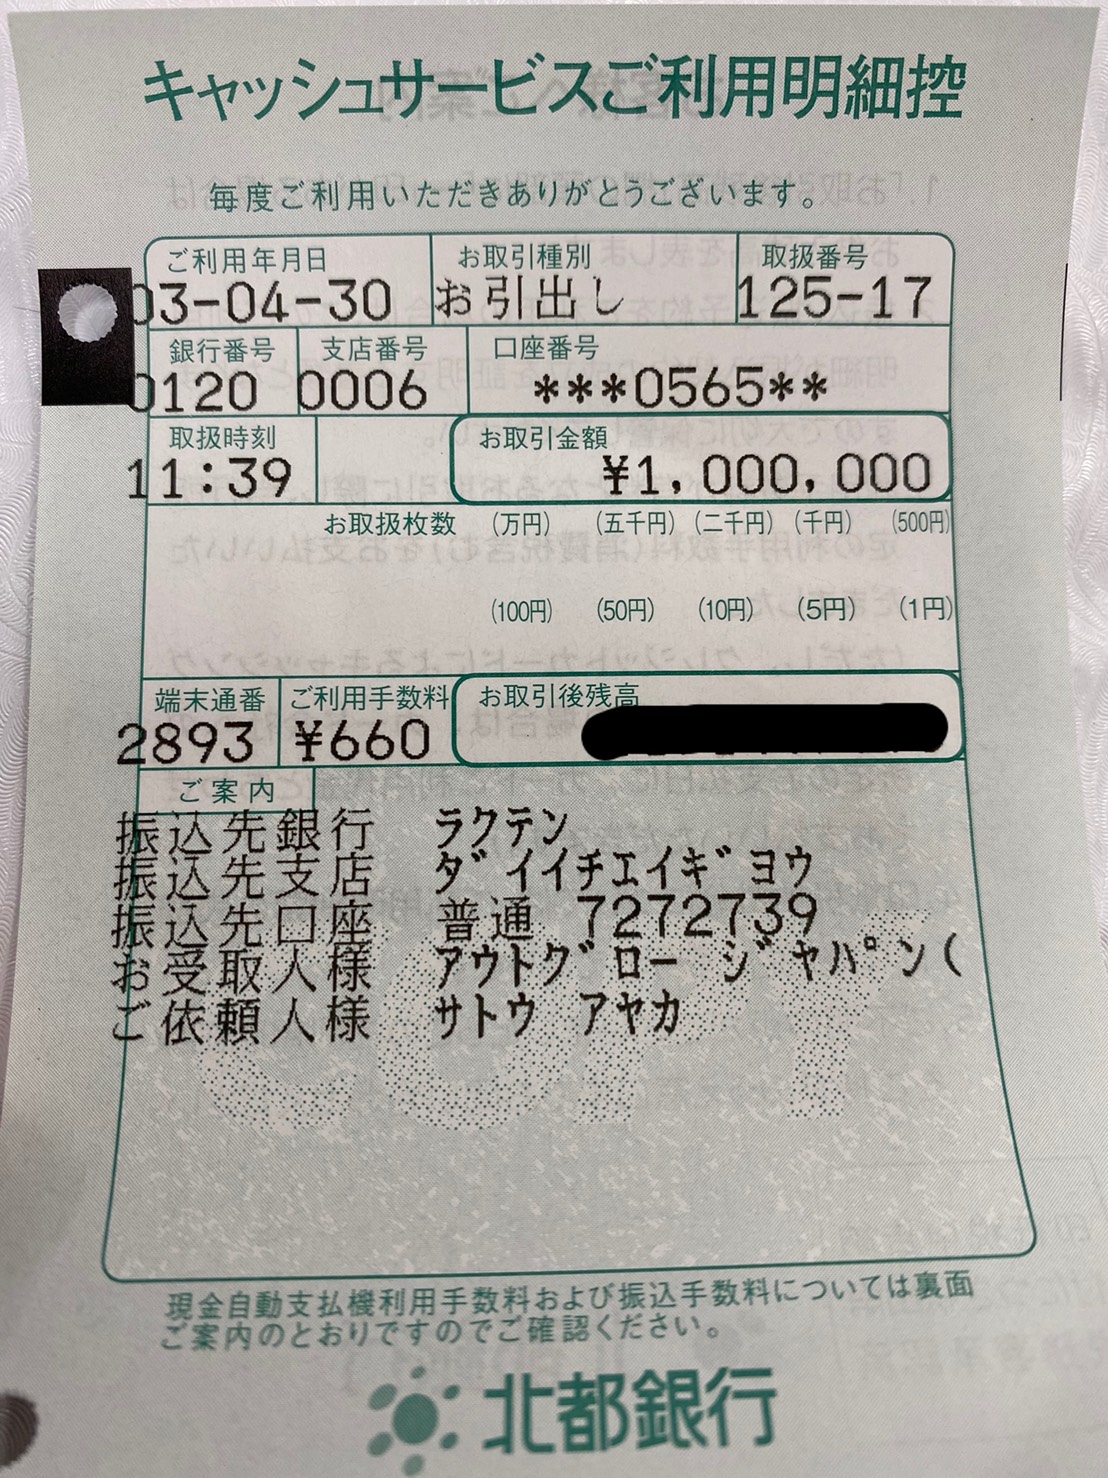 キャッシュサービスご利用明細控
毎度ご利用いただきありがとうございます。
ご利用年月日 お取引種別 取扱番号
03-04-30 お引出し 125-17
銀行番号 支店番号 口座番号
0120 0006 ***0565**
取扱時刻 お取引金額
11:39 ¥1,000,000
お取扱枚数 (万円) (五千円) (二千円) (千円) (500円)
(100円) (50円) (10円) (5円) (1円)
端末通番 ご利用手数料 お取引後残高
2893 ¥660
ご案内
振込先銀行 ラクテン
振込先支店 ダイイチエイギヨウ
振込先口座 普通 7272739
お受取人様 アウトグロー ジヤパン(
ご依頼人様 サトウ アヤカ
COPY
現金自動支払機利用手数料および振込手数料については裏面
ご案内のとおりですのでご確認ください。
北都銀行